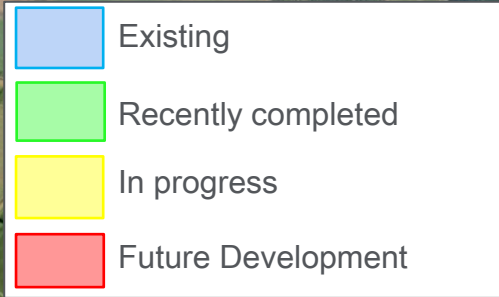 Existing
Recently completed
In progress
Future Development